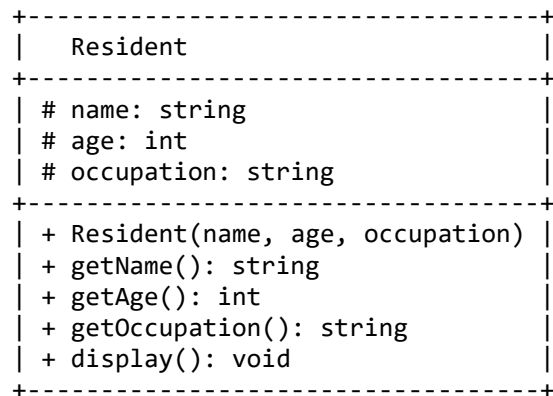 +----------------------------------+
|   Resident                       |
+----------------------------------+
| # name: string                   |
| # age: int                       |
| # occupation: string             |
+----------------------------------+
| + Resident(name, age, occupation) |
| + getName(): string              |
| + getAge(): int                  |
| + getOccupation(): string        |
| + display(): void                |
+----------------------------------+